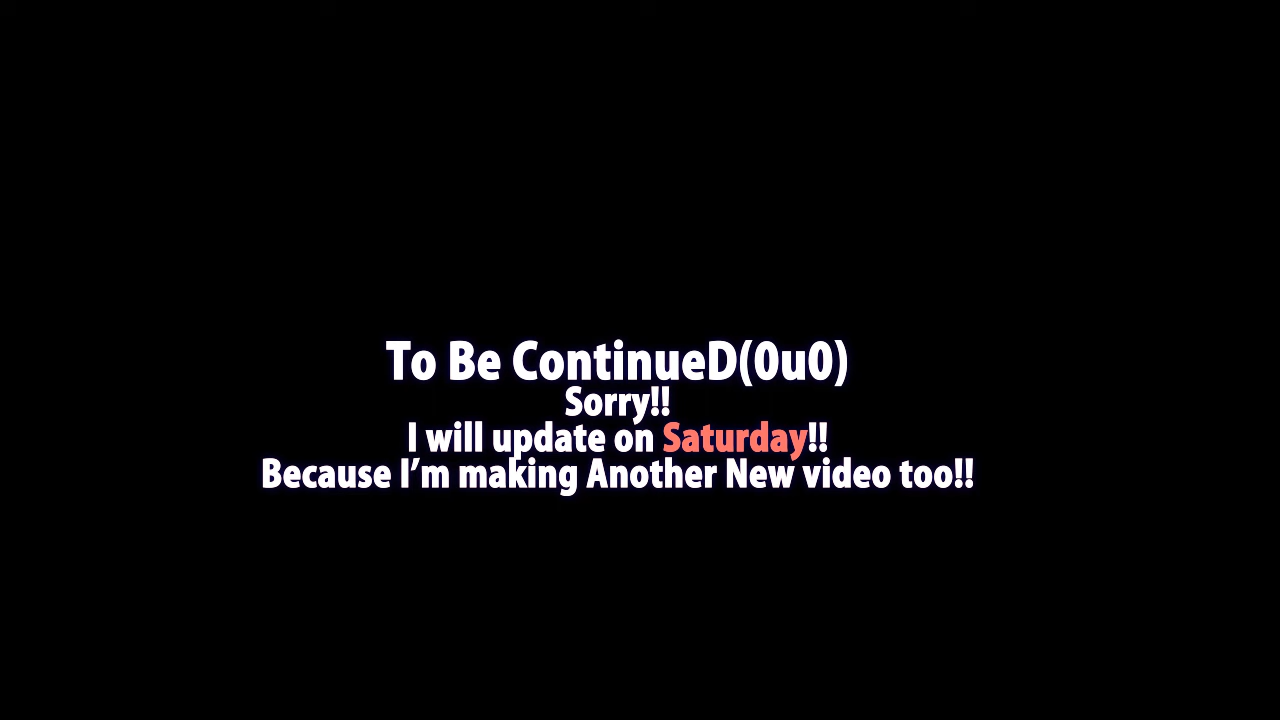 To Be ContinueD(0u0)
Sorry!!
I will update on Saturday!!
Because I’m making Another New video too!!